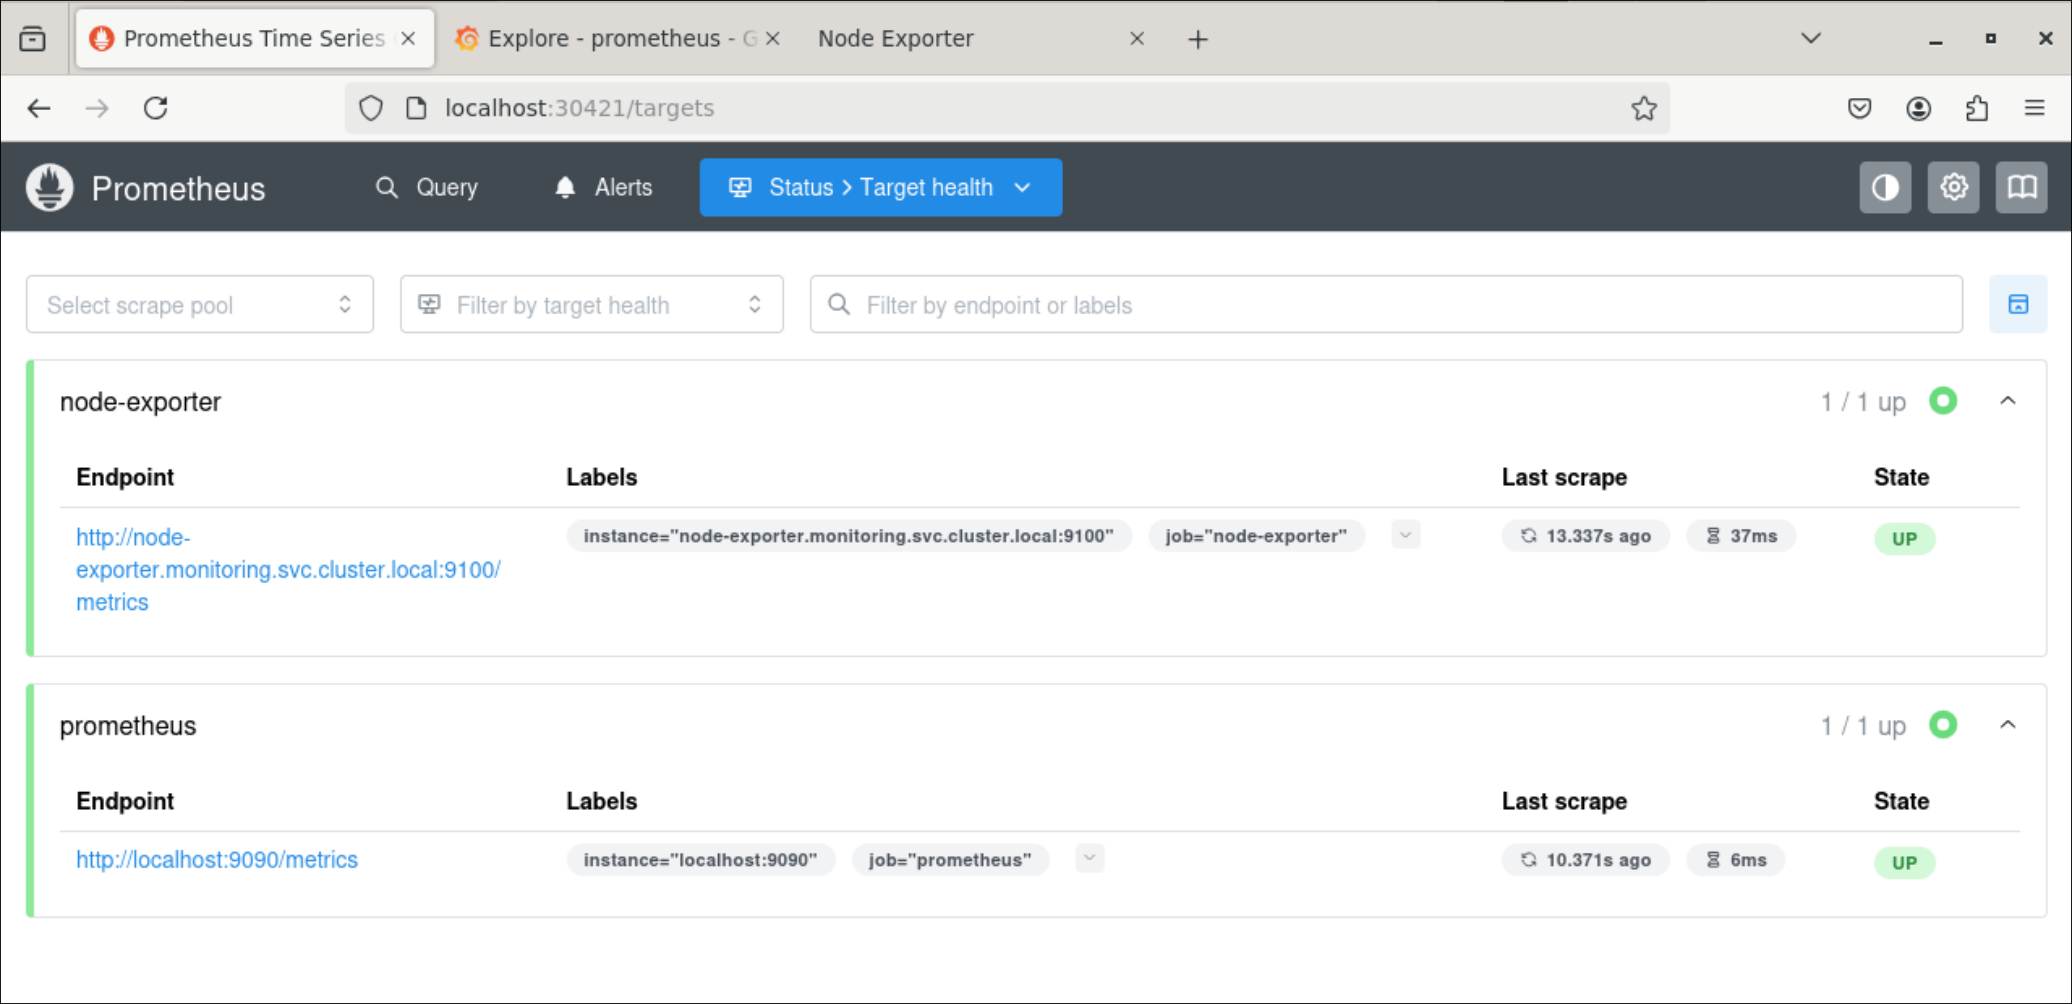 Prometheus Time Series
Explore - prometheus - G
Node Exporter
localhost:30421/targets
Prometheus
Query
Alerts
Status > Target health
Select scrape pool
Filter by target health
Filter by endpoint or labels
node-exporter
1 / 1 up
Endpoint Labels Last scrape State
http://node-
exporter.monitoring.svc.cluster.local:9100/
metrics
instance="node-exporter.monitoring.svc.cluster.local:9100" job="node-exporter" 13.337s ago 37ms UP
prometheus
1 / 1 up
Endpoint Labels Last scrape State
http://localhost:9090/metrics instance="localhost:9090" job="prometheus" 10.371s ago 6ms UP